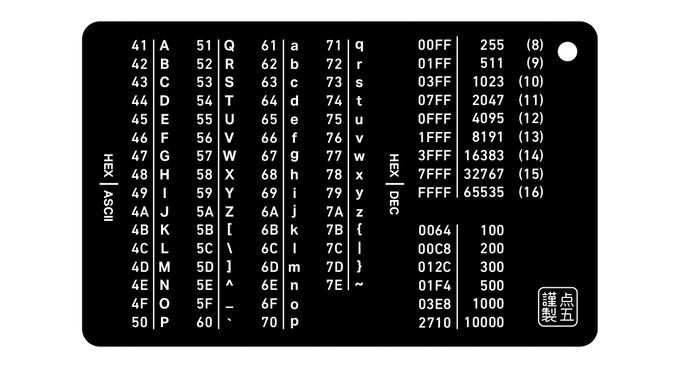 41 A 51 Q 61 a 71 q 00FF 255 (8)
42 B 52 R 62 b 72 r 01FF 511 (9)
43 C 53 S 63 c 73 s 03FF 1023 (10)
44 D 54 T 64 d 74 t 07FF 2047 (11)
45 E 55 U 65 e 75 u 0FFF 4095 (12)
46 F 56 V 66 f 76 v 1FFF 8191 (13)
47 G 57 W 67 g 77 w 3FFF 16383 (14)
48 H 58 X 68 h 78 x 7FFF 32767 (15)
49 I 59 Y 69 i 79 y FFFF 65535 (16)
4A J 5A Z 6A j 7A z
4B K 5B [ 6B k 7B { 0064 100
4C L 5C \ 6C l 7C | 00C8 200
4D M 5D ] 6D m 7D } 012C 300
4E N 5E ^ 6E n 7E ~ 01F4 500
4F O 5F _ 6F o 03E8 1000
50 P 60 ` 70 p 2710 10000
HEX | ASCII
HEX | DEC
点五
謹製